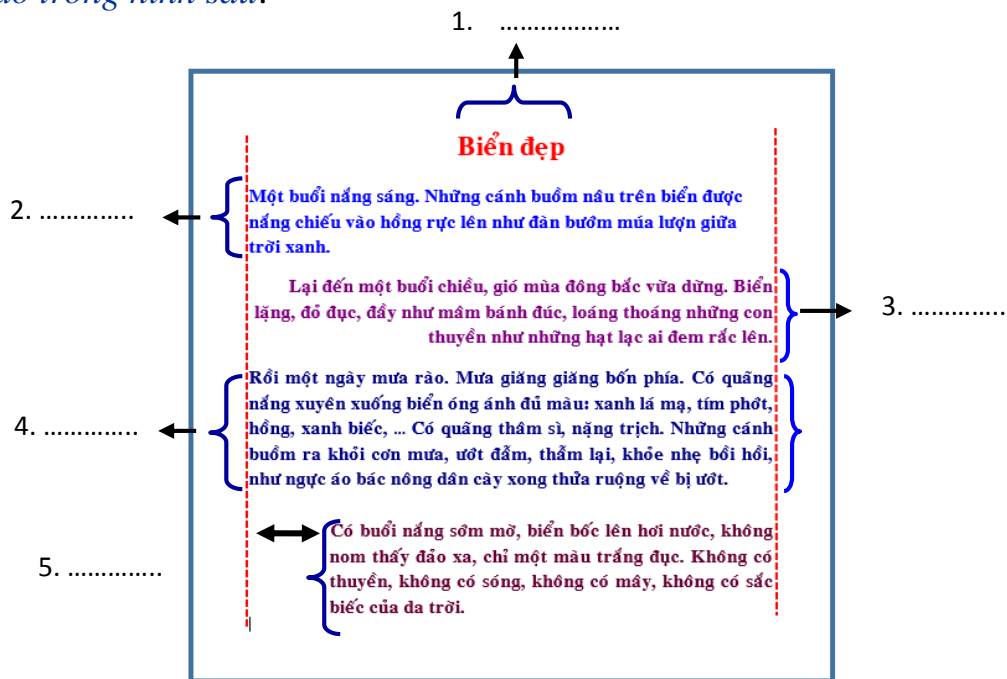 ào trong hình sau:
1. ………………
Biển đẹp
2. …………..
Một buổi nắng sáng. Những cánh buồm nâu trên biển được
nắng chiếu vào hồng rực lên như đàn bướm múa lượn giữa
trời xanh.
Lại đến một buổi chiều, gió mùa đông bắc vừa dừng. Biển
lặng, đỏ đục, đầy như mâm bánh đúc, loáng thoáng những con
thuyền như những hạt lạc ai đem rắc lên.
3. …………..
Rồi một ngày mưa rào. Mưa giăng giăng bốn phía. Có quãng
nắng xuyên xuống biển óng ánh đủ màu: xanh lá mạ, tím phớt,
hồng, xanh biếc, ... Có quãng thâm sì, nặng trịch. Những cánh
buồm ra khỏi cơn mưa, ướt đẫm, thẫm lại, khỏe nhẹ bồi hồi,
như ngực áo bác nông dân cày xong thửa ruộng về bị ướt.
4. …………..
Có buổi nắng sớm mờ, biển bốc lên hơi nước, không
nom thấy đảo xa, chỉ một màu trắng đục. Không có
thuyền, không có sóng, không có mây, không có sắc
biếc của da trời.
5. …………..